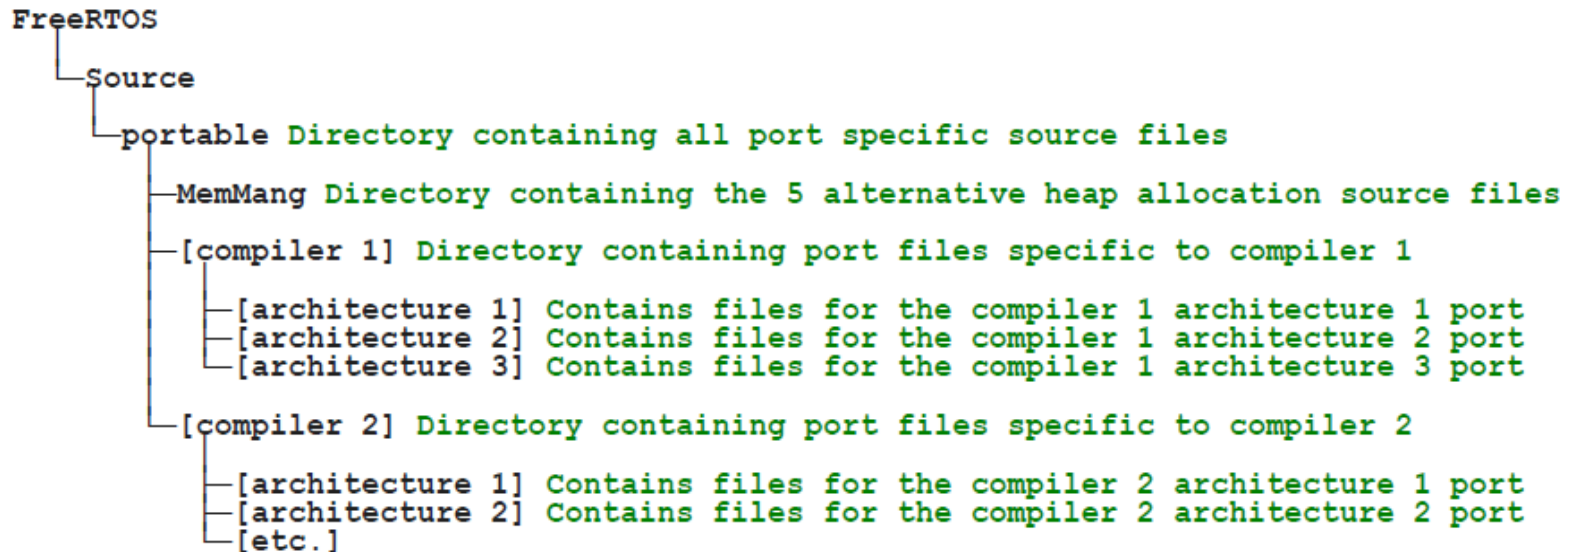 FreeRTOS
Source
portable Directory containing all port specific source files
MemMang Directory containing the 5 alternative heap allocation source files
[compiler 1] Directory containing port files specific to compiler 1
[architecture 1] Contains files for the compiler 1 architecture 1 port
[architecture 2] Contains files for the compiler 1 architecture 2 port
[architecture 3] Contains files for the compiler 1 architecture 3 port
[compiler 2] Directory containing port files specific to compiler 2
[architecture 1] Contains files for the compiler 2 architecture 1 port
[architecture 2] Contains files for the compiler 2 architecture 2 port
[etc.]